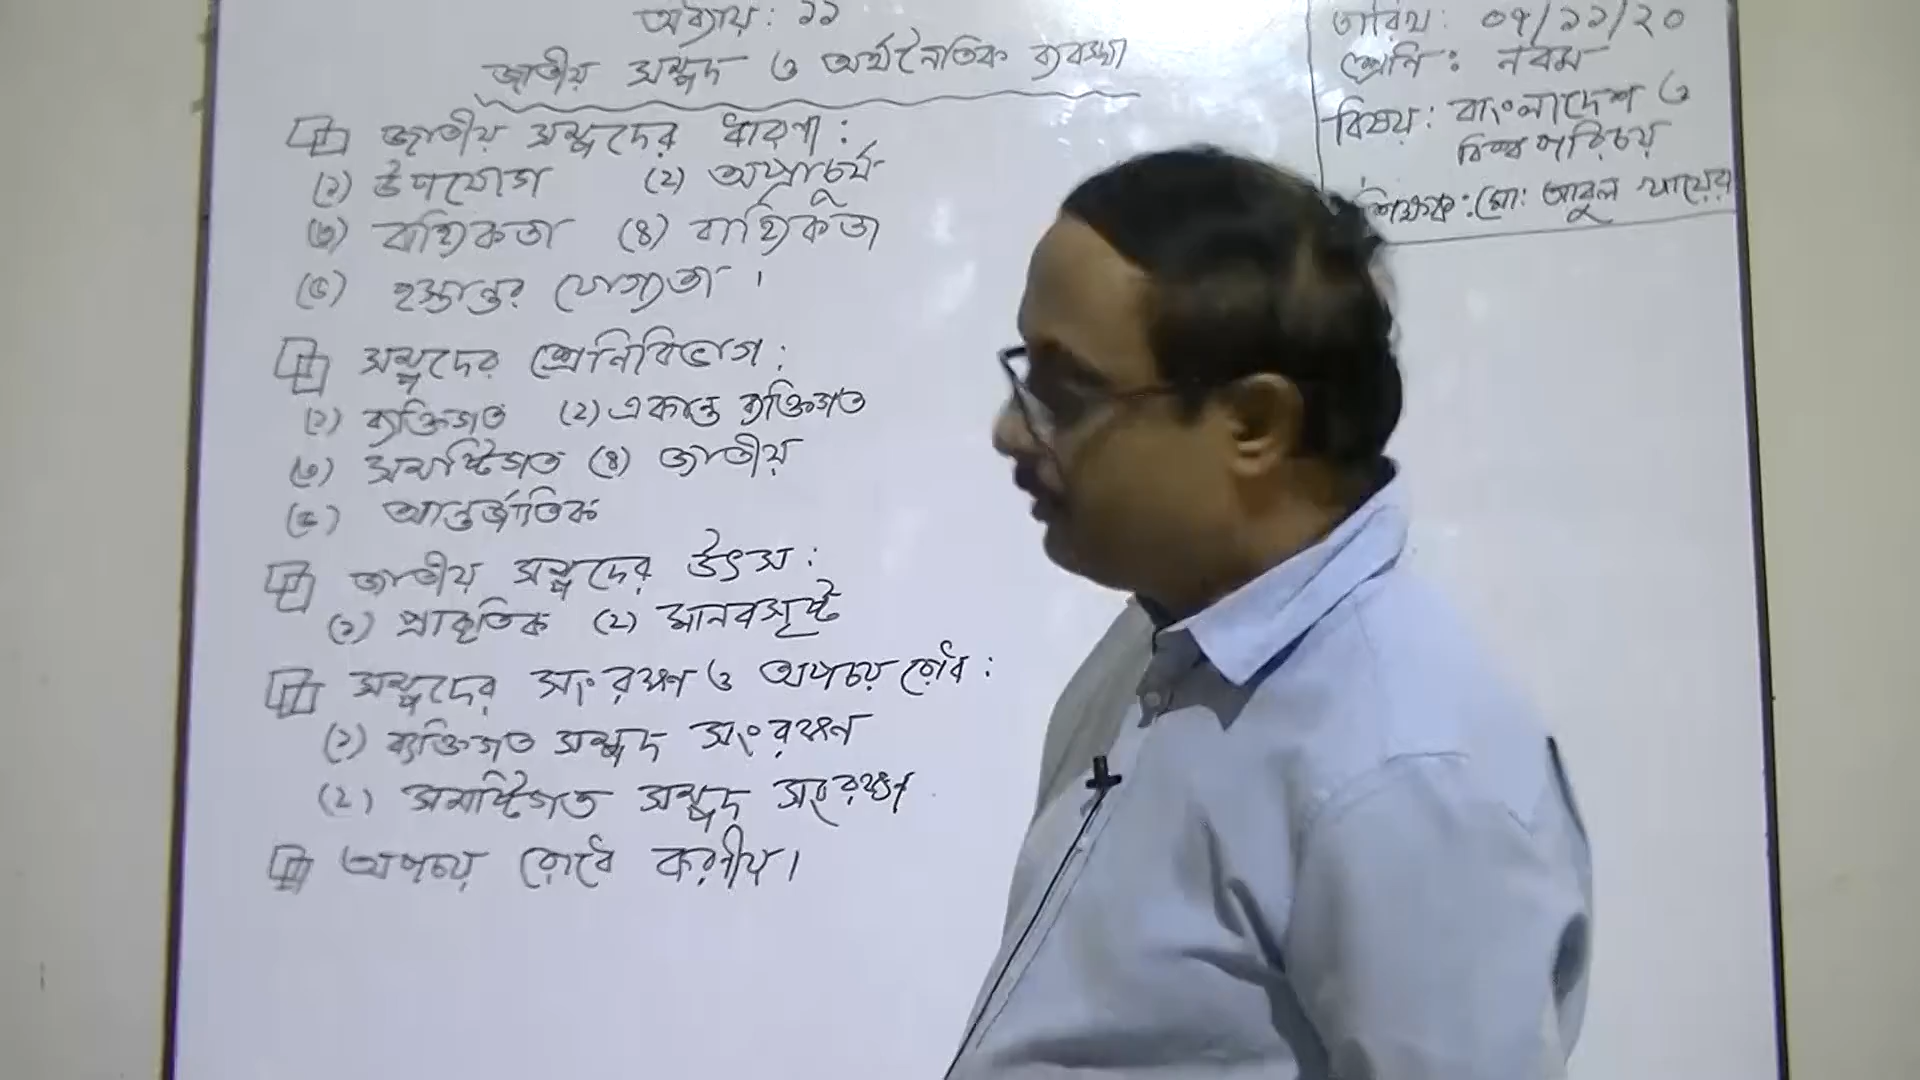 অধ্যায়: ১১
জাতীয় সম্পদ ও অর্থনৈতিক ব্যবস্থা
জাতীয় সম্পদের ধারণা:
(১) উপযোগ (২) অপ্রাচুর্য
(৩) বাহ্যিকতা (৪) বাহ্যিকতা
(৫) হস্তান্তর যোগ্যতা।
সম্পদের শ্রেনিবিভাগ:
(১) ব্যক্তিগত (২) একান্ত ব্যক্তিগত
(৩) সমষ্টিগত (৪) জাতীয়
(৫) আন্তর্জাতিক
জাতীয় সম্পদের উৎস:
(১) প্রাকৃতিক (২) মানবসৃষ্ট
সম্পদের সংরক্ষণ ও অপচয় রোধ:
(১) ব্যক্তিগত সম্পদ সংরক্ষণ
(২) সমষ্টিগত সম্পদ সংরক্ষণ
অপচয় রোধে করণীয়।
তারিখ: ০৭/১১/২০
শ্রেনি: নবম
বিষয়: বাংলাদেশ ও
বিশ্বপরিচয়
শিক্ষক: মো: আবুল খায়ের